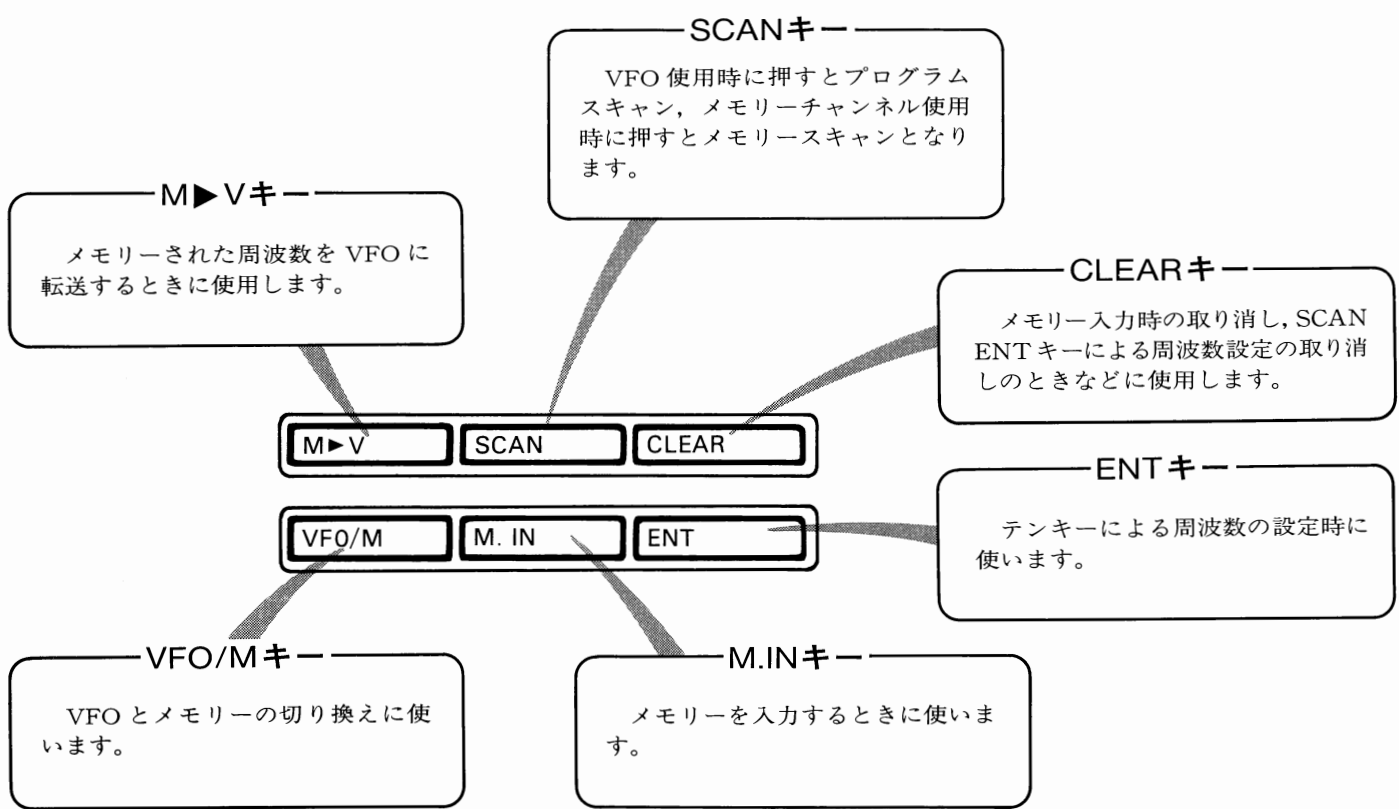 SCANキー
VFO 使用時に押すとプログラム
スキャン，メモリーチャンネル使用
時に押すとメモリースキャンとなり
ます。
M▶Vキー
メモリーされた周波数を VFO に
転送するときに使用します。
CLEARキー
メモリー入力時の取り消し，SCAN
ENT キーによる周波数設定の取り消
しのときなどに使用します。
M►V
SCAN
CLEAR
ENTキー
テンキーによる周波数の設定時に
使います。
VFO/M
M. IN
ENT
VFO/Mキー
VFO とメモリーの切り換えに使
います。
M.INキー
メモリーを入力するときに使いま
す。